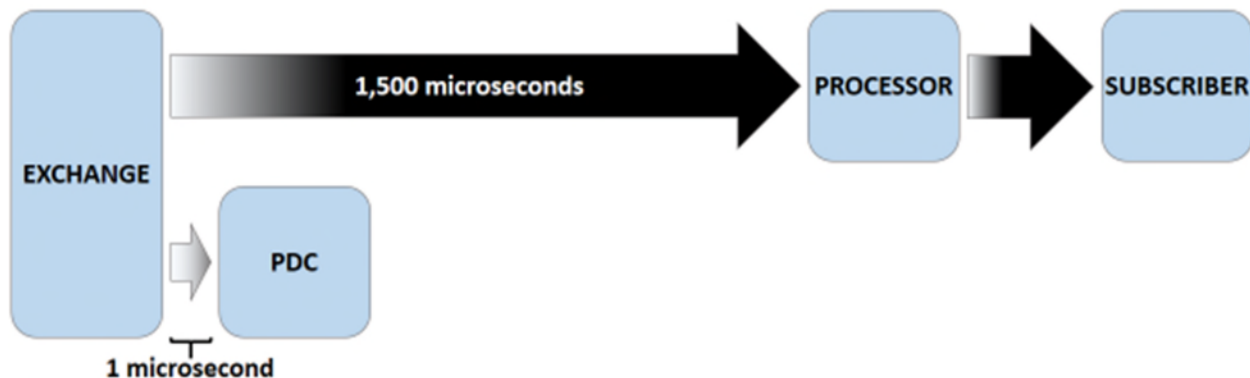 1,500 microseconds
PROCESSOR
SUBSCRIBER
EXCHANGE
PDC
1 microsecond